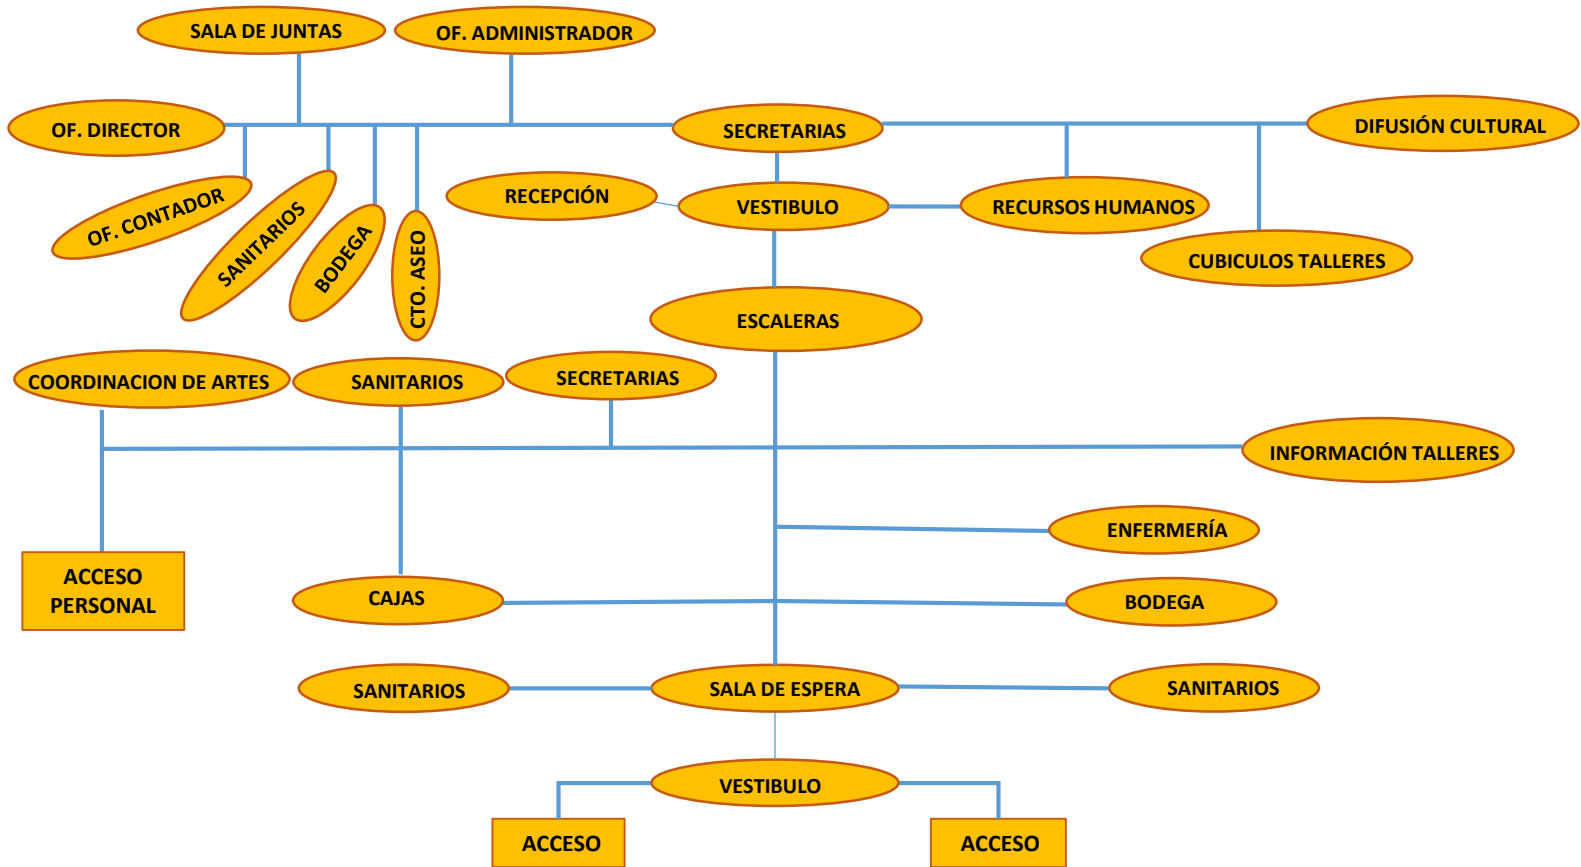 SALA DE JUNTAS
OF. ADMINISTRADOR
OF. DIRECTOR
SECRETARIAS
DIFUSIÓN CULTURAL
OF. CONTADOR
SANITARIOS
BODEGA
CTO. ASEO
RECEPCIÓN
VESTIBULO
RECURSOS HUMANOS
CUBICULOS TALLERES
ESCALERAS
COORDINACION DE ARTES
SANITARIOS
SECRETARIAS
INFORMACIÓN TALLERES
ENFERMERÍA
ACCESO
PERSONAL
CAJAS
BODEGA
SANITARIOS
SALA DE ESPERA
SANITARIOS
VESTIBULO
ACCESO
ACCESO